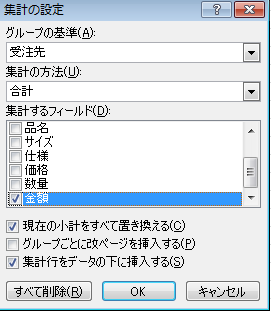 集計の設定
グループの基準(A):
受注先
集計の方法(U):
合計
集計するフィールド(D):
品名
サイズ
仕様
価格
数量
金額
現在の小計をすべて置き換える(C)
グループごとに改ページを挿入する(P)
集計行をデータの下に挿入する(S)
すべて削除(R)
OK
キャンセル